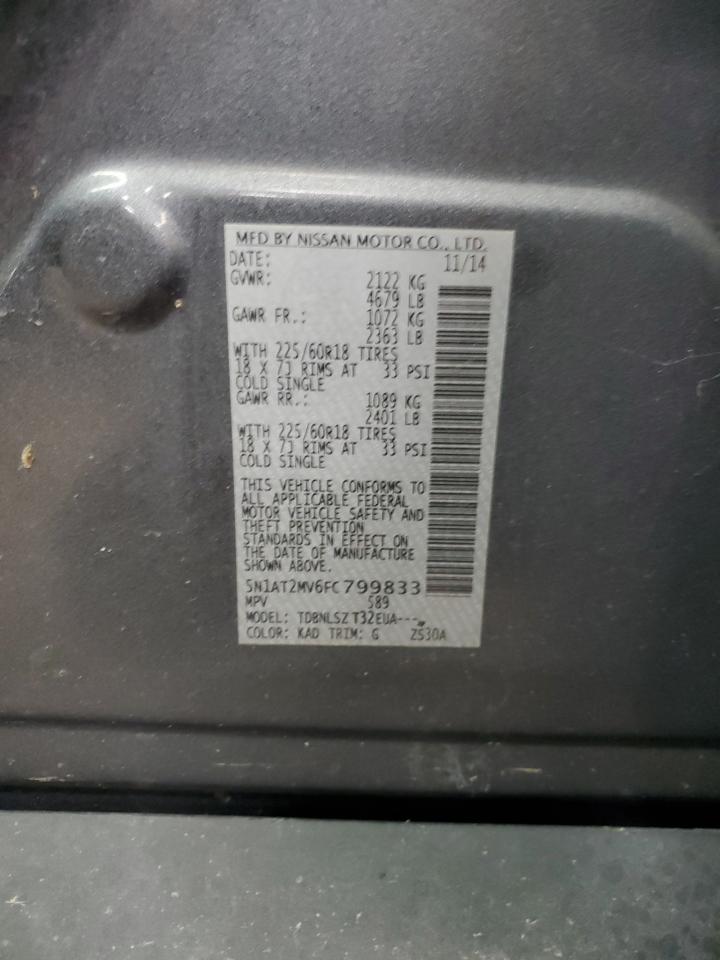 MFD BY NISSAN MOTOR CO., LTD.
DATE: 11/14
GVWR: 2122 KG
4679 LB
GAWR FR.: 1072 KG
2363 LB
WITH 225/60R18 TIRES
18 X 7J RIMS AT 33 PSI
COLD SINGLE
GAWR RR.: 1089 KG
2401 LB
WITH 225/60R18 TIRES
18 X 7J RIMS AT 33 PSI
COLD SINGLE
THIS VEHICLE CONFORMS TO
ALL APPLICABLE FEDERAL
MOTOR VEHICLE SAFETY AND
THEFT PREVENTION
STANDARDS IN EFFECT ON
THE DATE OF MANUFACTURE
SHOWN ABOVE.
5N1AT2MV6FC799833
MPV 589
MODEL: TDBNLSZ T32EUA---
COLOR: KAD TRIM: G ZS30A